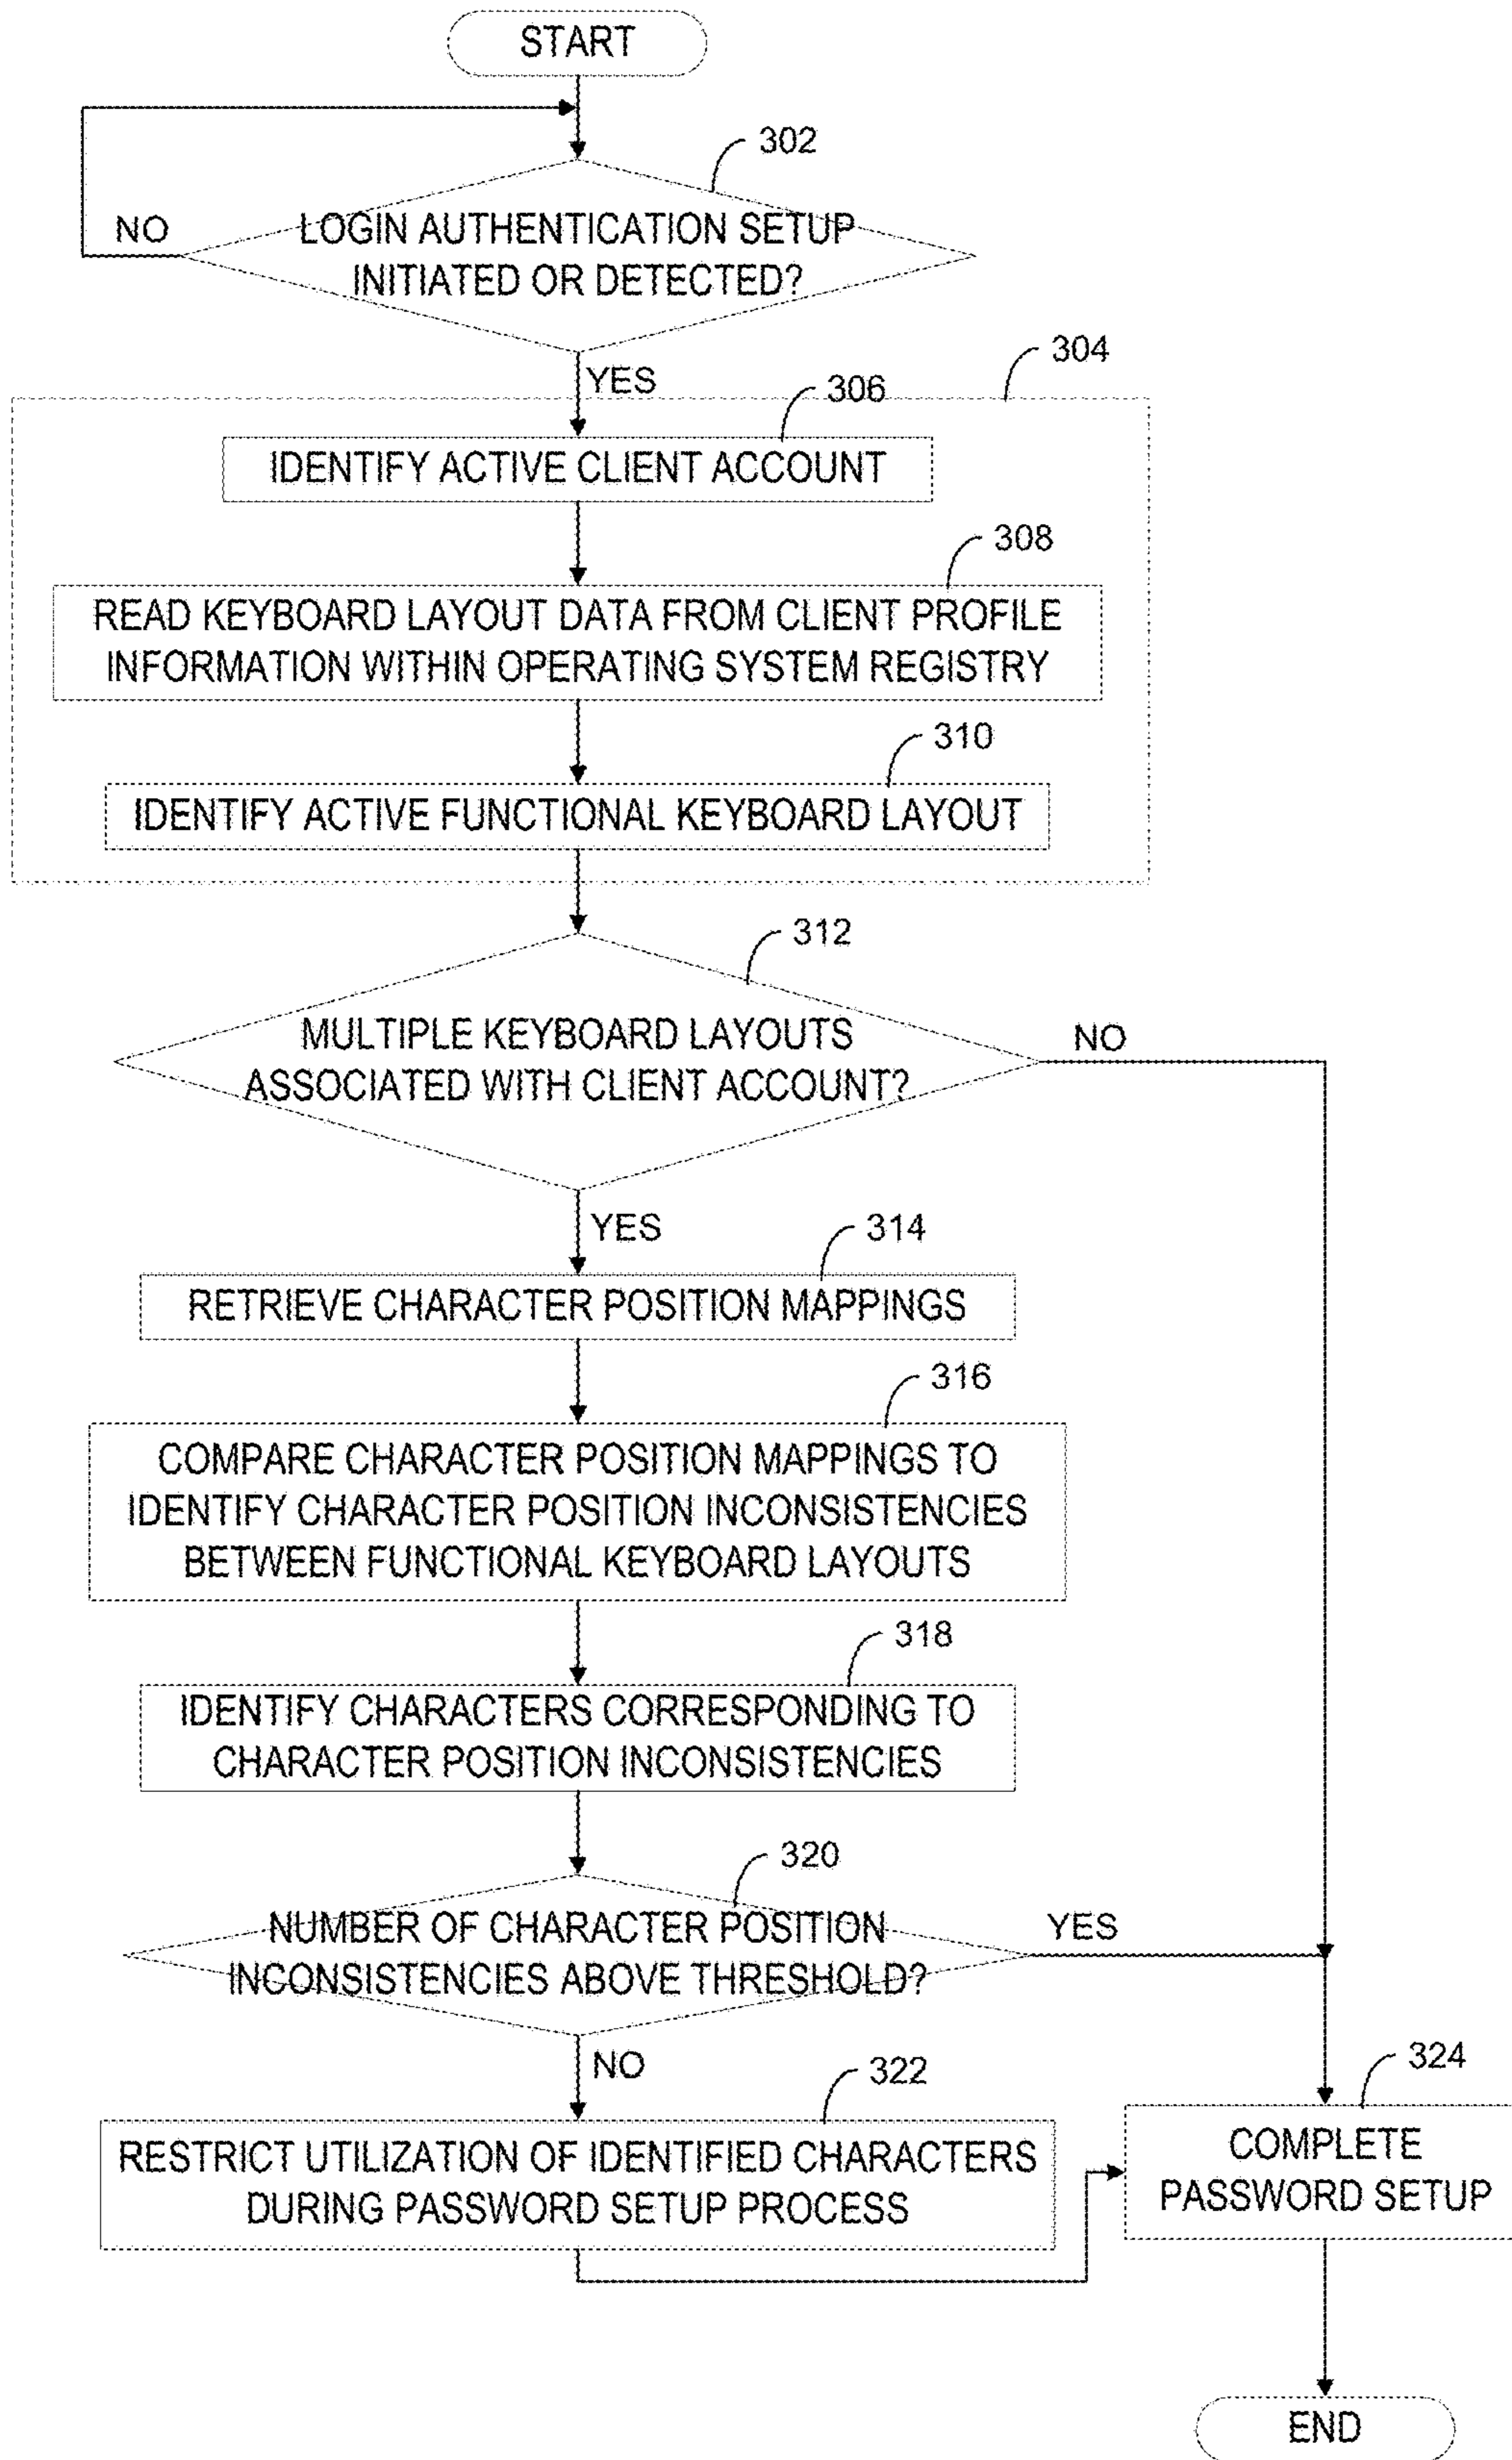 START
302
LOGIN AUTHENTICATION SETUP
INITIATED OR DETECTED?
NO
YES
304
306
IDENTIFY ACTIVE CLIENT ACCOUNT
308
READ KEYBOARD LAYOUT DATA FROM CLIENT PROFILE
INFORMATION WITHIN OPERATING SYSTEM REGISTRY
310
IDENTIFY ACTIVE FUNCTIONAL KEYBOARD LAYOUT
312
MULTIPLE KEYBOARD LAYOUTS
ASSOCIATED WITH CLIENT ACCOUNT?
NO
YES
314
RETRIEVE CHARACTER POSITION MAPPINGS
316
COMPARE CHARACTER POSITION MAPPINGS TO
IDENTIFY CHARACTER POSITION INCONSISTENCIES
BETWEEN FUNCTIONAL KEYBOARD LAYOUTS
318
IDENTIFY CHARACTERS CORRESPONDING TO
CHARACTER POSITION INCONSISTENCIES
320
NUMBER OF CHARACTER POSITION
INCONSISTENCIES ABOVE THRESHOLD?
YES
NO
322
RESTRICT UTILIZATION OF IDENTIFIED CHARACTERS
DURING PASSWORD SETUP PROCESS
324
COMPLETE
PASSWORD SETUP
END